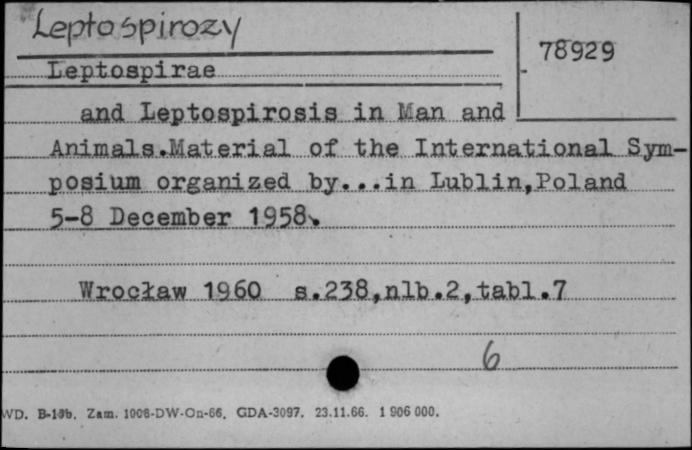 Leptospirozy
78929
Leptospirae
and Leptospirosis in Man and
Animals.Material of the International Sym-
posium organized by...in Lublin,Poland
5-8 December 1958.
Wrocław 1960 s.238,nlb.2,tabl.7
6
WD. B-10b. Zam. 1006-DW-On-66. GDA-3097. 23.11.66. 1 906 000.